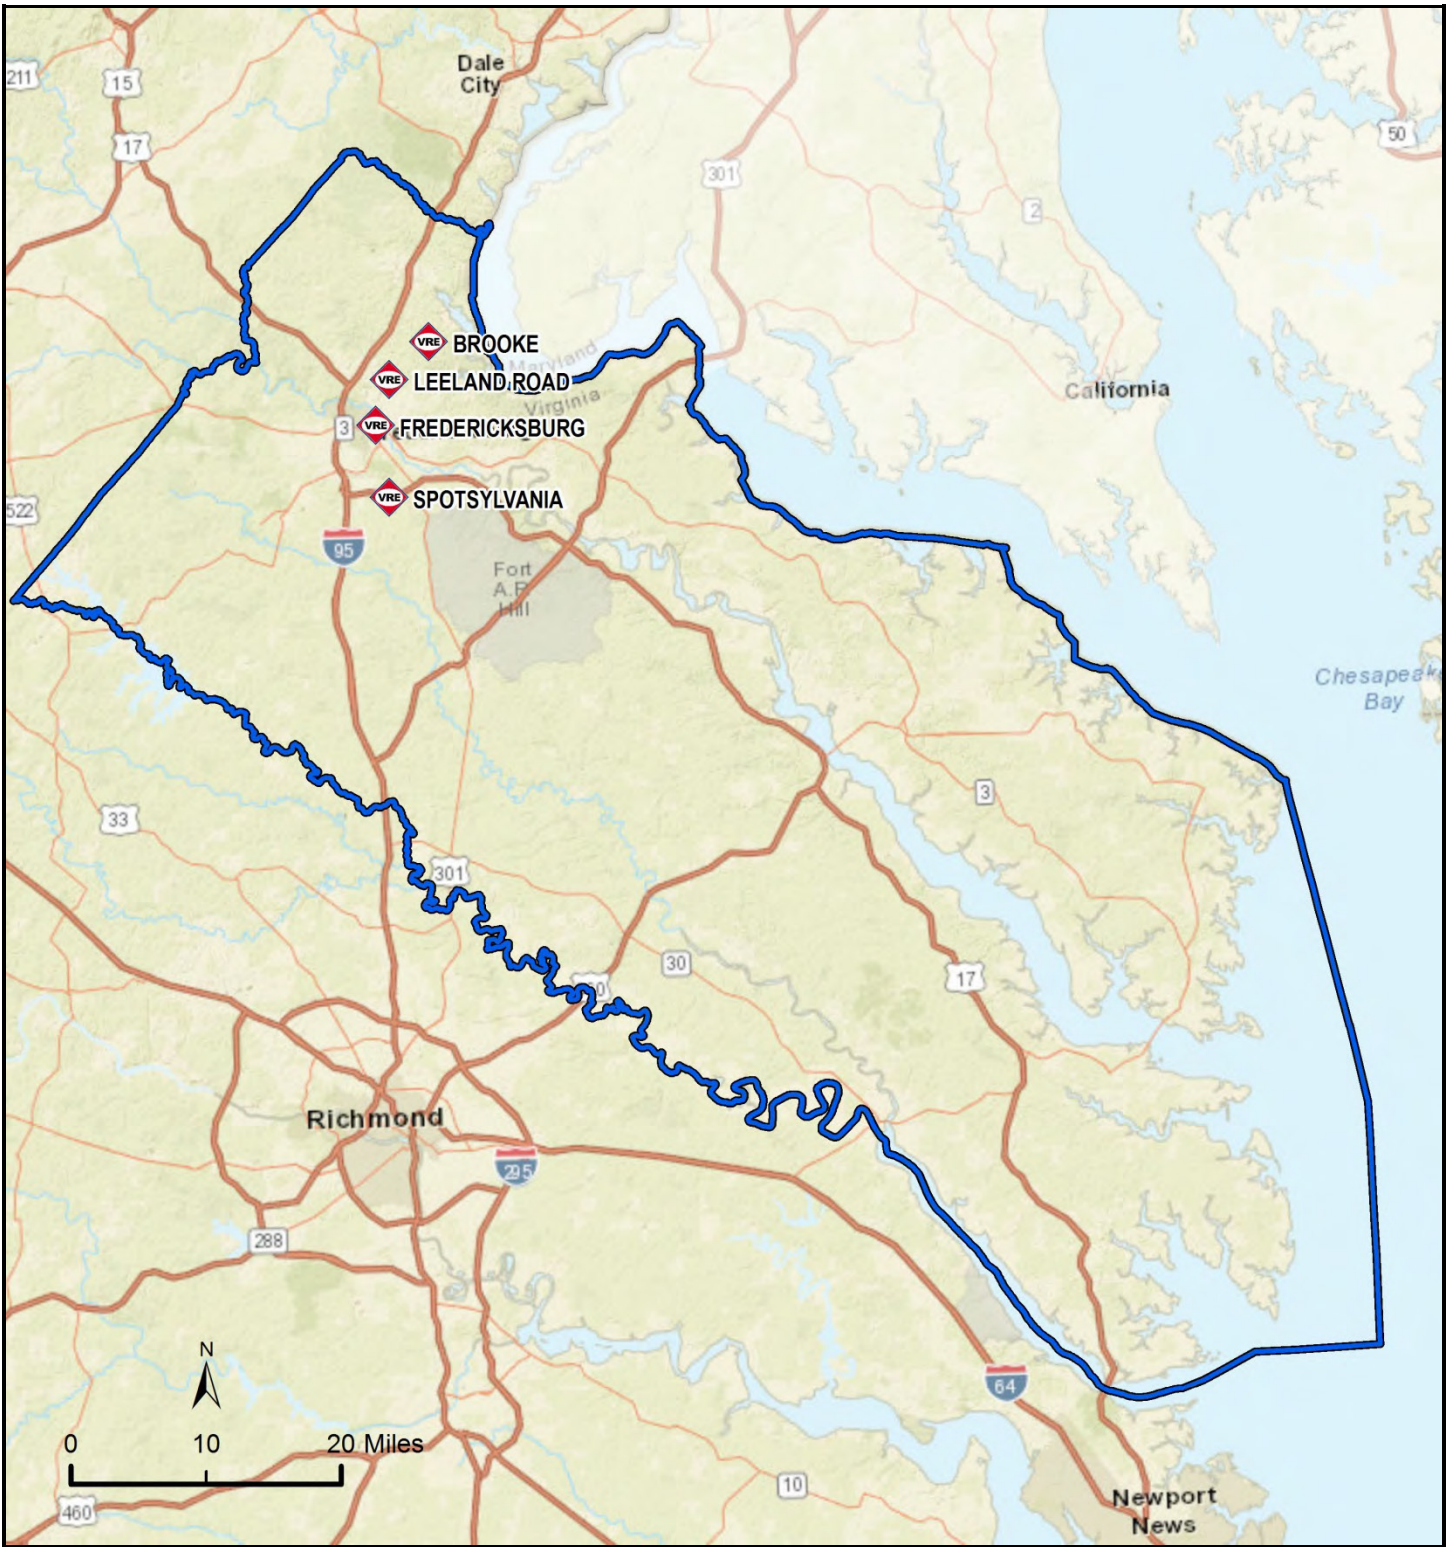 Dale
City
211
15
17
50
301
2
VRE BROOKE
Maryland
VRE LEELAND ROAD
California
Virginia
3
VRE FREDERICKSBURG
VRE SPOTSYLVANIA
522
95
Fort
A.P.
Hill
Chesapeake
Bay
33
3
301
30
17
Richmond
295
288
N
64
0 10 20 Miles
10
460
Newport
News